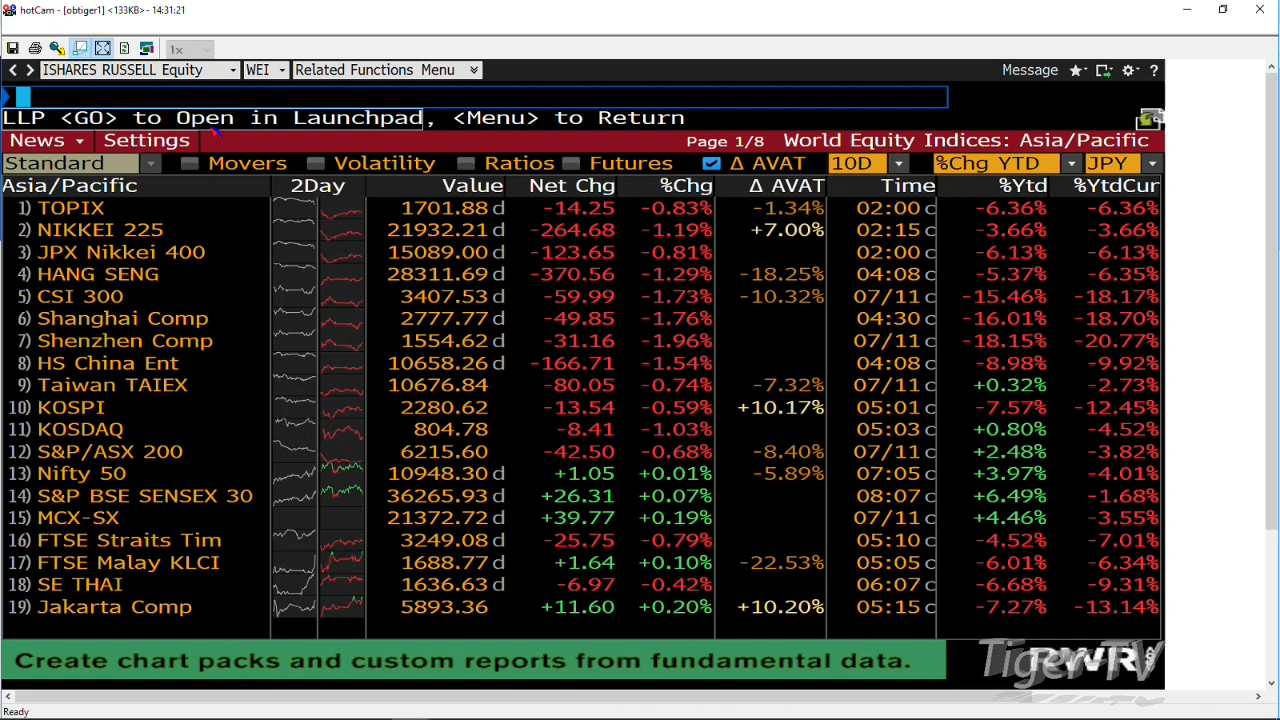 hotCam - [obtiger1] <133KB> - 14:31:21
1x
ISHARES RUSSELL Equity WEI Related Functions Menu Message ?
LLP <GO> to Open in Launchpad, <Menu> to Return
News Settings Page 1/8 World Equity Indices: Asia/Pacific
Standard Movers Volatility Ratios Futures Δ AVAT 10D %Chg YTD JPY
Asia/Pacific 2Day Value Net Chg %Chg Δ AVAT Time %Ytd %YtdCur
1) TOPIX 1701.88 d -14.25 -0.83% -1.34% 02:00 c -6.36% -6.36%
2) NIKKEI 225 21932.21 d -264.68 -1.19% +7.00% 02:15 c -3.66% -3.66%
3) JPX Nikkei 400 15089.00 d -123.65 -0.81% 02:00 c -6.13% -6.13%
4) HANG SENG 28311.69 d -370.56 -1.29% -18.25% 04:08 c -5.37% -6.35%
5) CSI 300 3407.53 d -59.99 -1.73% -10.32% 07/11 c -15.46% -18.17%
6) Shanghai Comp 2777.77 d -49.85 -1.76% 04:30 c -16.01% -18.70%
7) Shenzhen Comp 1554.62 d -31.16 -1.96% 07/11 c -18.15% -20.77%
8) HS China Ent 10658.26 d -166.71 -1.54% 04:08 c -8.98% -9.92%
9) Taiwan TAIEX 10676.84 -80.05 -0.74% -7.32% 07/11 c +0.32% -2.73%
10) KOSPI 2280.62 -13.54 -0.59% +10.17% 05:01 c -7.57% -12.45%
11) KOSDAQ 804.78 -8.41 -1.03% 05:03 c +0.80% -4.52%
12) S&P/ASX 200 6215.60 -42.50 -0.68% -8.40% 07/11 c +2.48% -3.82%
13) Nifty 50 10948.30 d +1.05 +0.01% -5.89% 07:05 c +3.97% -4.01%
14) S&P BSE SENSEX 30 36265.93 d +26.31 +0.07% 08:07 c +6.49% -1.68%
15) MCX-SX 21372.72 d +39.77 +0.19% 07/11 c +4.46% -3.55%
16) FTSE Straits Tim 3249.08 d -25.75 -0.79% 05:10 c -4.52% -7.01%
17) FTSE Malay KLCI 1688.77 d +1.64 +0.10% -22.53% 05:05 c -6.01% -6.34%
18) SE THAI 1636.63 d -6.97 -0.42% 06:07 c -6.68% -9.31%
19) Jakarta Comp 5893.36 +11.60 +0.20% +10.20% 05:15 c -7.27% -13.14%
Create chart packs and custom reports from fundamental data.
Tiger-TV
Ready